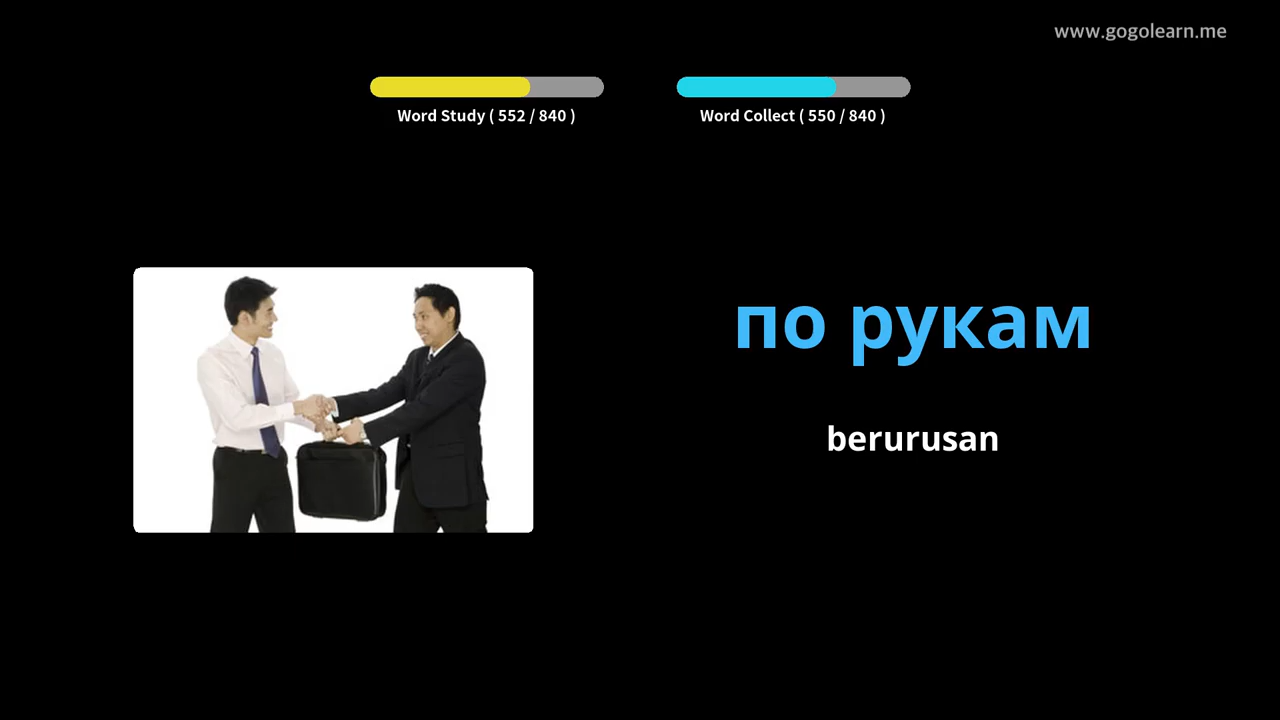 www.gogolearn.me
Word Study ( 552 / 840 )
Word Collect ( 550 / 840 )
по рукам
berurusan